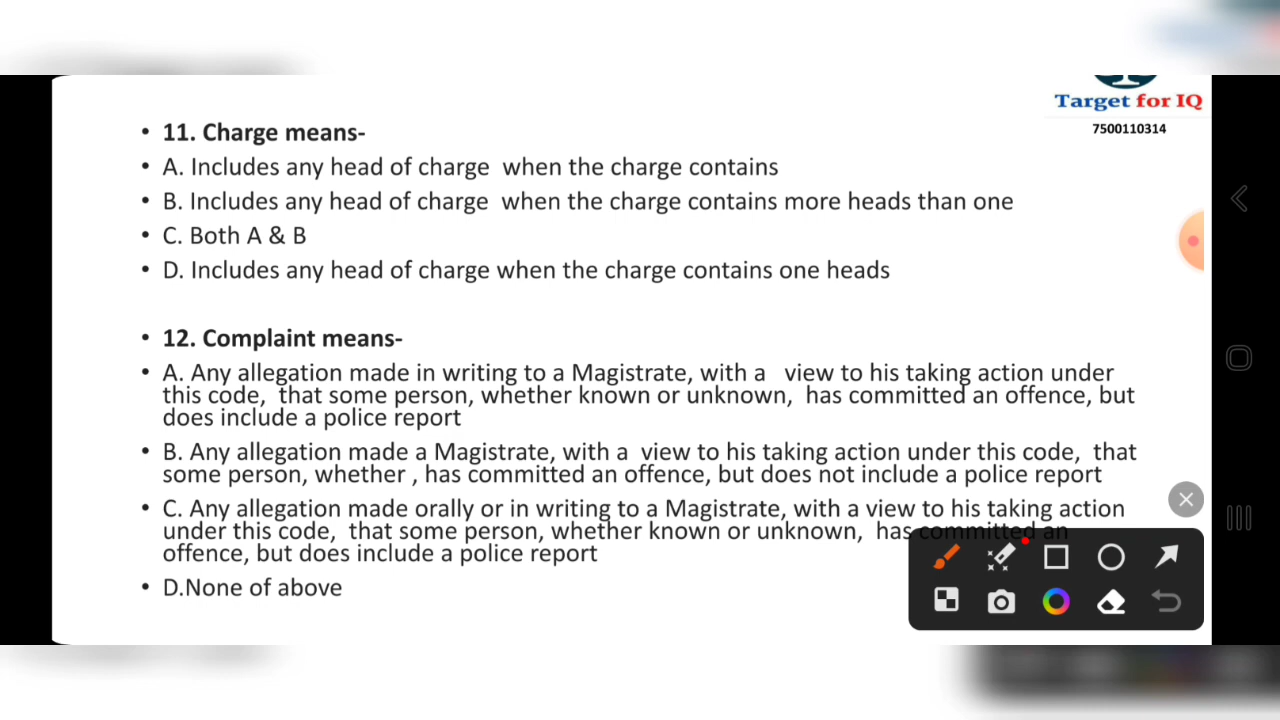 Target for IQ
7500110314
• 11. Charge means-
• A. Includes any head of charge when the charge contains
• B. Includes any head of charge when the charge contains more heads than one
• C. Both A & B
• D. Includes any head of charge when the charge contains one heads
• 12. Complaint means-
• A. Any allegation made in writing to a Magistrate, with a view to his taking action under
this code, that some person, whether known or unknown, has committed an offence, but
does include a police report
• B. Any allegation made a Magistrate, with a view to his taking action under this code, that
some person, whether , has committed an offence, but does not include a police report
• C. Any allegation made orally or in writing to a Magistrate, with a view to his taking action
under this code, that some person, whether known or unknown, has committed an
offence, but does include a police report
• D.None of above